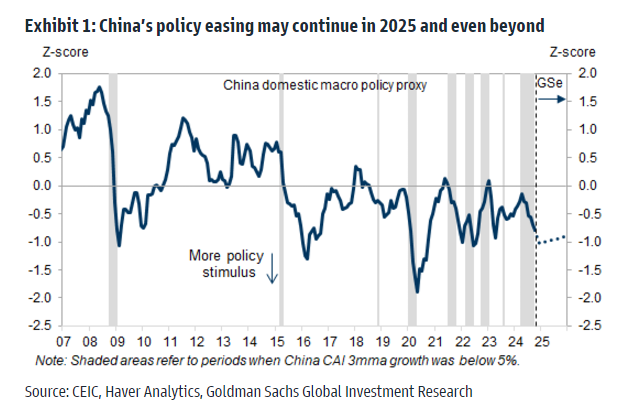 Exhibit 1: China's policy easing may continue in 2025 and even beyond
Z-score Z-score
China domestic macro policy proxy
GSe
More policy
stimulus
2.0 2.0
1.5 1.5
1.0 1.0
0.5 0.5
0.0 0.0
-0.5 -0.5
-1.0 -1.0
-1.5 -1.5
-2.0 -2.0
-2.5 -2.5
07 08 09 10 11 12 13 14 15 16 17 18 19 20 21 22 23 24 25
Note: Shaded areas refer to periods when China CAI 3mma growth was below 5%.
Source: CEIC, Haver Analytics, Goldman Sachs Global Investment Research